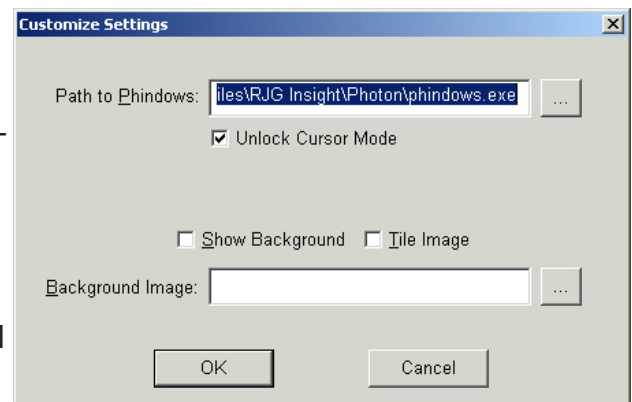 Customize Settings
Path to Phindows: iles\RJG Insight\Photon\phindows.exe ...
Unlock Cursor Mode
Show Background Tile Image
Background Image: ...
OK Cancel